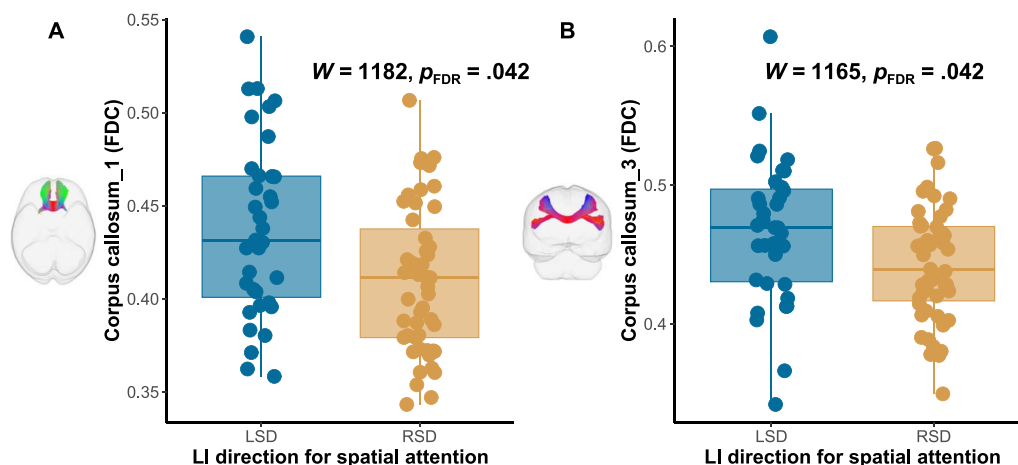 A
Corpus callosum_1 (FDC)
0.55
0.50
0.45
0.40
0.35
W = 1182, pFDR = .042
LSD
RSD
LI direction for spatial attention
B
Corpus callosum_3 (FDC)
0.6
0.5
0.4
W = 1165, pFDR = .042
LSD
RSD
LI direction for spatial attention